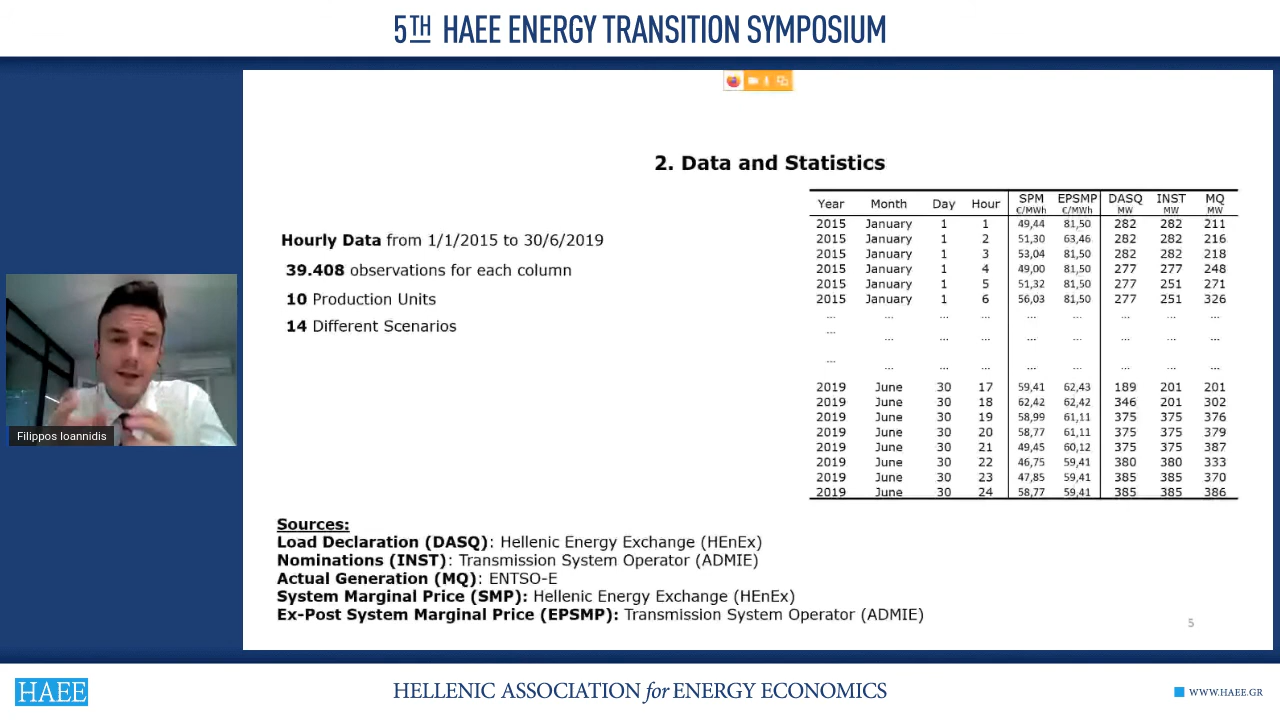 5TH HAEE ENERGY TRANSITION SYMPOSIUM
2. Data and Statistics
Hourly Data from 1/1/2015 to 30/6/2019
39.408 observations for each column
10 Production Units
14 Different Scenarios
Year Month Day Hour SPM EPSMP DASQ INST MQ
€/MWh €/MWh MW MW MW
2015 January 1 1 49,44 81,50 282 282 211
2015 January 1 2 51,30 63,46 282 282 216
2015 January 1 3 53,04 81,50 282 282 218
2015 January 1 4 49,00 81,50 277 277 248
2015 January 1 5 51,32 81,50 277 251 271
2015 January 1 6 56,03 81,50 277 251 326
... ... ... ... ... ... ... ... ...
... ... ... ... ... ... ... ... ...
... ... ... ... ... ... ... ... ...
2019 June 30 17 59,41 62,43 189 201 201
2019 June 30 18 62,42 62,42 346 201 302
2019 June 30 19 58,99 61,11 375 375 376
2019 June 30 20 58,77 61,11 375 375 379
2019 June 30 21 49,45 60,12 375 375 387
2019 June 30 22 46,75 59,41 380 380 333
2019 June 30 23 47,85 59,41 385 385 370
2019 June 30 24 58,77 59,41 385 385 386
Filippos Ioannidis
Sources:
Load Declaration (DASQ): Hellenic Energy Exchange (HEnEx)
Nominations (INST): Transmission System Operator (ADMIE)
Actual Generation (MQ): ENTSO-E
System Marginal Price (SMP): Hellenic Energy Exchange (HEnEx)
Ex-Post System Marginal Price (EPSMP): Transmission System Operator (ADMIE)
5
HAEE
HELLENIC ASSOCIATION for ENERGY ECONOMICS
WWW.HAEE.GR